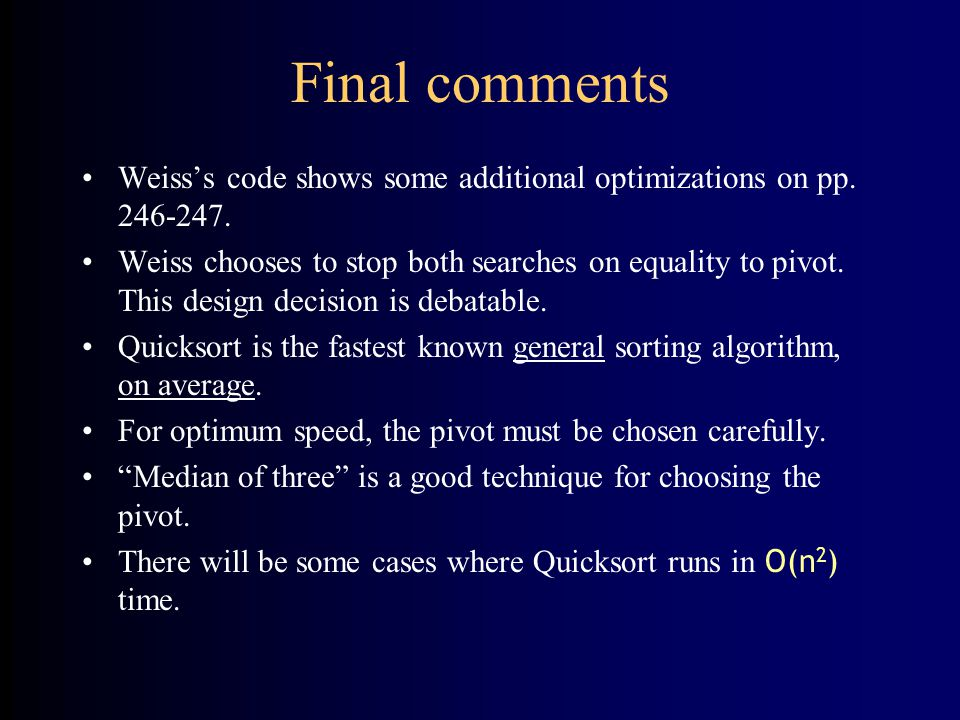 Final comments
• Weiss’s code shows some additional optimizations on pp.
246-247.
• Weiss chooses to stop both searches on equality to pivot.
This design decision is debatable.
• Quicksort is the fastest known general sorting algorithm,
on average.
• For optimum speed, the pivot must be chosen carefully.
• “Median of three” is a good technique for choosing the
pivot.
• There will be some cases where Quicksort runs in O(n²)
time.